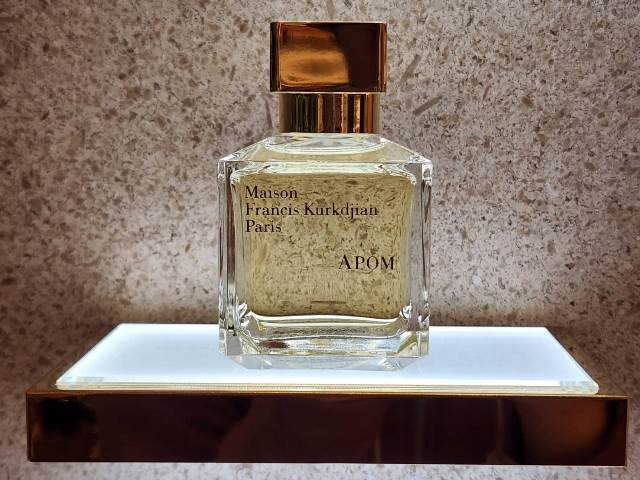 Maison
Francis Kurkdjian
Paris
APOM